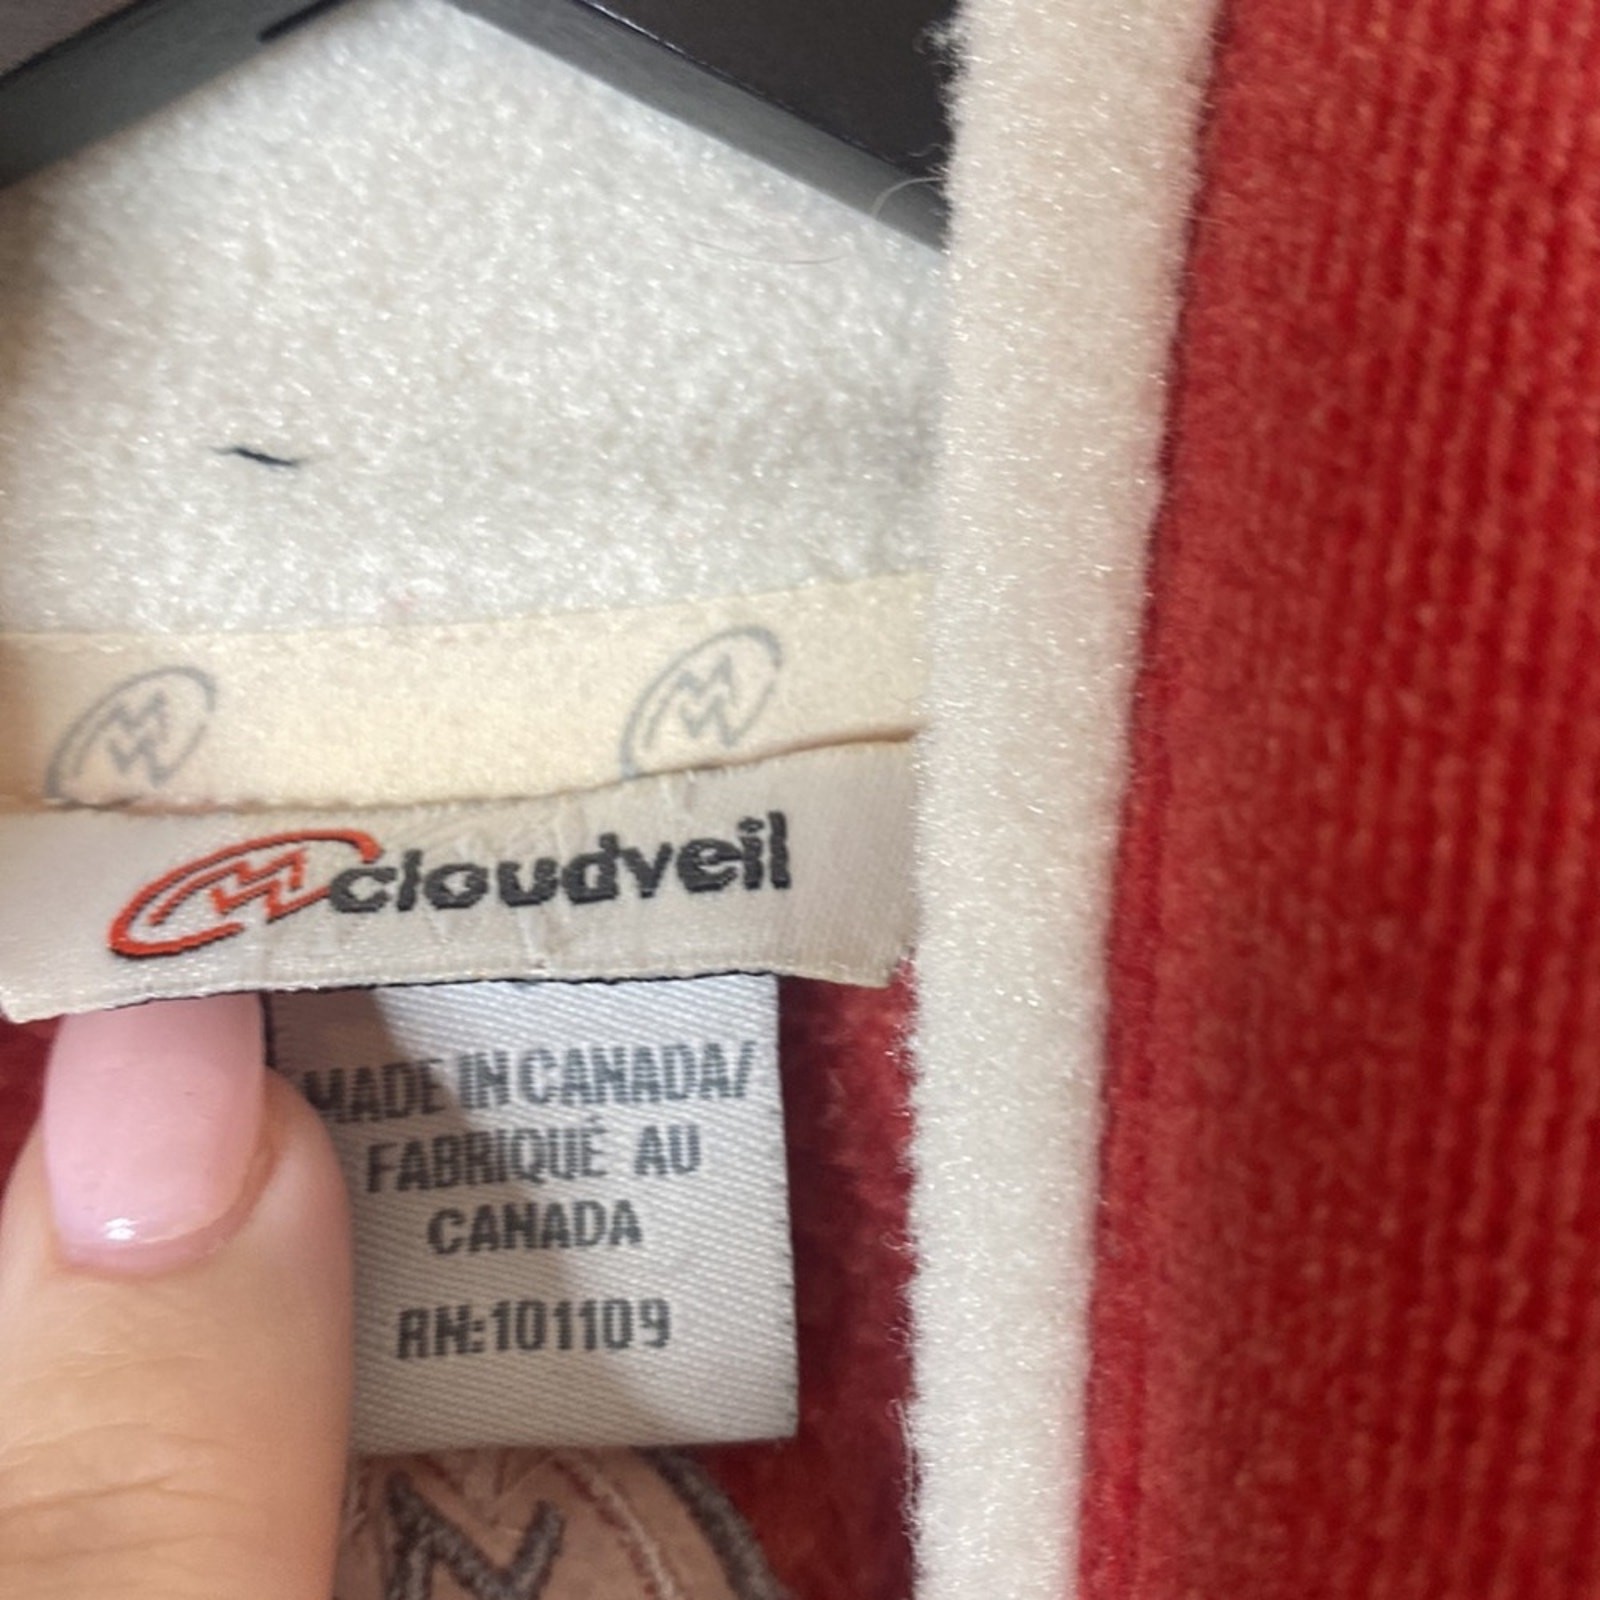 cloudveil
MADE IN CANADA/
FABRIQUÉ AU
CANADA
RN:101109